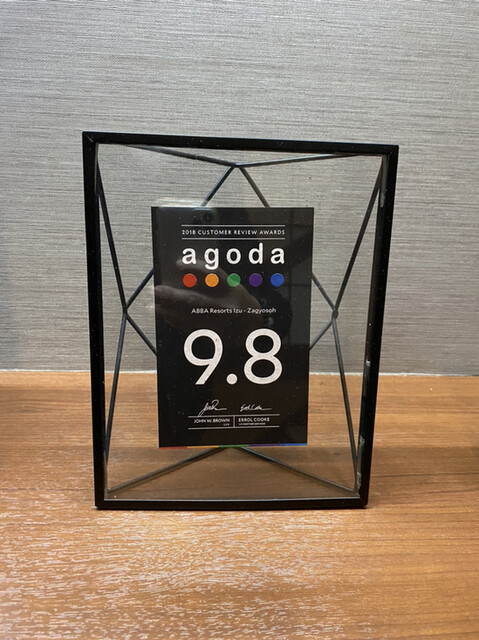 2018 CUSTOMER REVIEW AWARDS
agoda
ABBA Resorts Izu - Zagyosoh
9.8
JOHN W. BROWN
ERROL COOKE